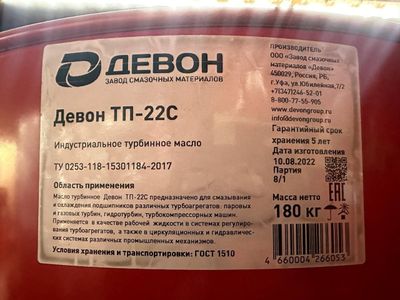 ДЕВОН
ЗАВОД СМАЗОЧНЫХ МАТЕРИАЛОВ
Девон ТП-22С
Индустриальное турбинное масло
ТУ 0253-118-15301184-2017
Область применения
Масло турбинное Девон ТП-22С предназначено для смазывания
и охлаждения подшипников различных турбоагрегатов: паровых
и газовых турбин, гидротурбин, турбокомпрессорных машин.
Применяется в качестве рабочей жидкости в системах регулиро-
вания турбоагрегатов, а также в циркуляционных и гидравличе-
ских системах различных промышленных механизмов.
Условия хранения и транспортировки: ГОСТ 1510
ПРОИЗВОДИТЕЛЬ
ООО «Завод смазочных
материалов «Девон»
450029, Россия, РБ,
г.Уфа, ул.Юбилейная,7/2
+7(347)246-52-01
8-800-77-55-905
www.devongroup.ru
info@devongroup.ru
Гарантийный срок
хранения 5 лет
Дата изготовления
10.08.2022
Партия
8/1
Масса нетто
180 кг
EAC
4 660004 266053